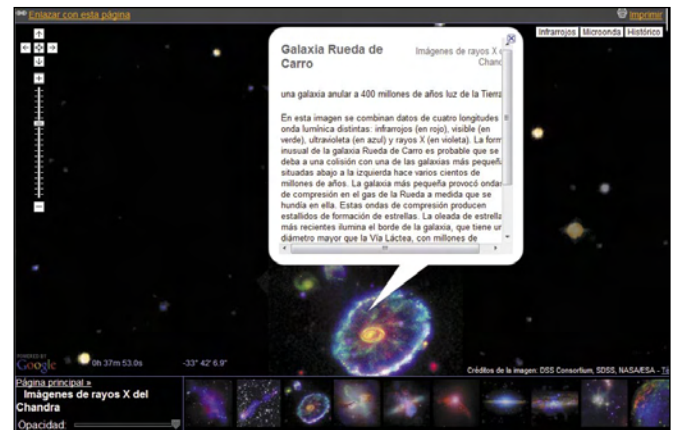 Enlazar con esta página
Imprimir
Infrarrojos Microonda Histórico
Galaxia Rueda de Carro
Imágenes de rayos X
Chand
una galaxia anular a 400 millones de años luz de la Tierra
En esta imagen se combinan datos de cuatro longitudes
onda lumínica distintas: infrarrojos (en rojo), visible (en
verde), ultravioleta (en azul) y rayos X (en violeta). La form
inusual de la galaxia Rueda de Carro es probable que se
deba a una colisión con una de las galaxias más pequeñ
situadas abajo a la izquierda hace varios cientos de
millones de años. La galaxia más pequeña provocó ondas
de compresión en el gas de la Rueda a medida que se
hundía en ella. Estas ondas de compresión producen
estallidos de formación de estrellas. La oleada de estrella
más recientes ilumina el borde de la galaxia, que tiene un
diámetro mayor que la Vía Láctea, con millones de
POWERED BY
Google
0h 37m 53.0s -33° 42' 6.9"
Créditos de la imagen: DSS Consortium, SDSS, NASA/ESA -
Página principal »
Imágenes de rayos X del
Chandra
Opacidad: